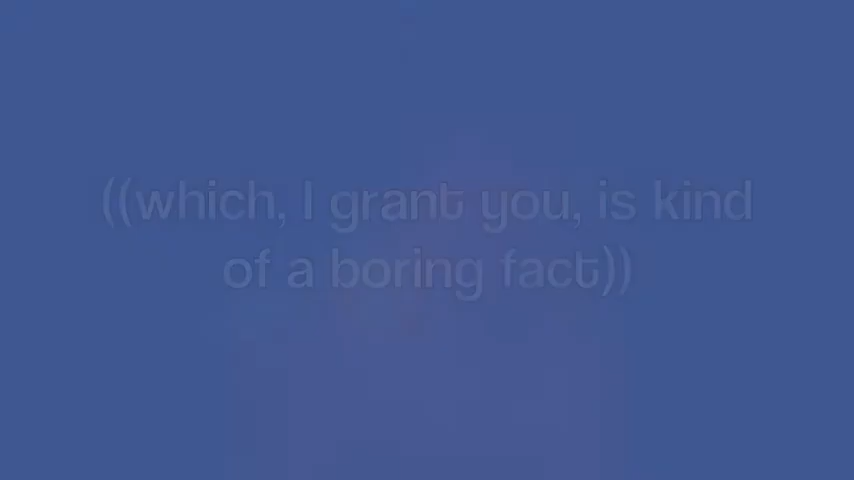 ((which, I grant you, is kind
of a boring fact))